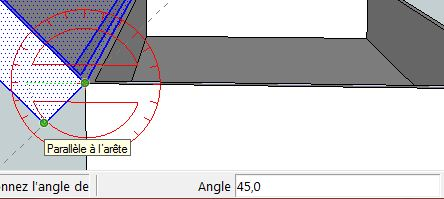 Parallèle à l'arête
nnez l'angle de
Angle 45,0